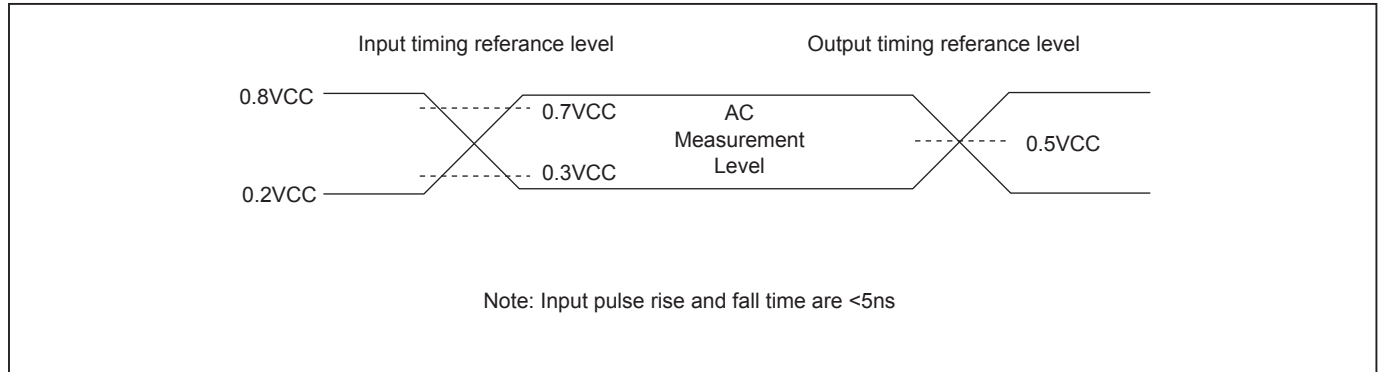 Input timing referance level
Output timing referance level
0.8VCC
0.7VCC
AC
Measurement
Level
0.5VCC
0.3VCC
0.2VCC
Note: Input pulse rise and fall time are <5ns